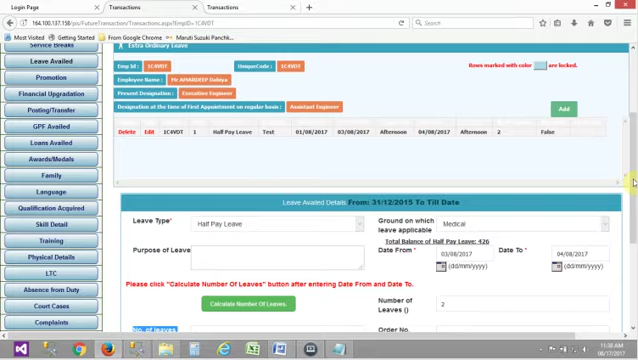 Login Page
Transactions
Transactions
164.100.137.158/pis/FutureTransaction/Transactions.aspx?EmpID=1C4VDT
Search
Most Visited
Getting Started
From Google Chrome
Maruti Suzuki Panchk...
Service Breaks
Leave Availed
Promotion
Financial Upgradation
Posting/Transfer
GPF Availed
Loans Availed
Awards/Medals
Family
Language
Qualification Acquired
Skill Detail
Training
Physical Details
LTC
Absence from Duty
Court Cases
Complaints
Extra Ordinary Leave
Emp Id : 1C4VDT UniqueCode : 1C4VDT
Rows marked with color are locked.
Employee Name :
Present Designation : Executive Engineer
Designation at the time of First Appointment on regular basis : Assistant Engineer
Add
Delete Edit 1C4VDT 1 Half Pay Leave Test 01/08/2017 03/08/2017 Afternoon 04/08/2017 Afternoon 2 False
Leave Availed Details From: 31/12/2015 To Till Date
Leave Type* Half Pay Leave
Ground on which leave applicable Medical
Total Balance of Half Pay Leave: 426
Purpose of Leave
Date From * 03/08/2017 Date To * 04/08/2017
(dd/mm/yyyy) (dd/mm/yyyy)
Please click "Calculate Number Of Leaves" button after entering Date From and Date To.
Calculate Number Of Leaves.
Number of Leaves () 2
No. of leaves
Order No.
11:38 AM
08/17/2017